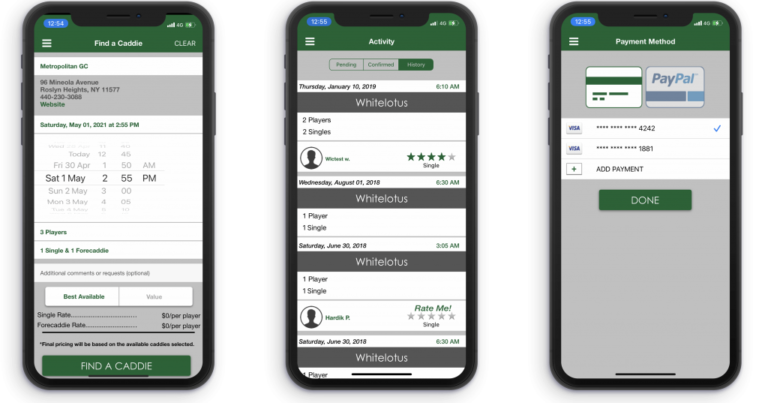 12:54
4G
Find a Caddie
CLEAR
Metropolitan GC
96 Mineola Avenue
Roslyn Heights, NY 11577
440-230-3088
Website
Saturday, May 01, 2021 at 2:55 PM
Today 12 45
Fri 30 Apr 1 50 AM
Sat 1 May 2 55 PM
Sun 2 May 3 00
Mon 3 May 4 05
3 Players
1 Single & 1 Forecaddie
Additional comments or requests (optional)
Best Available Value
Single Rate.............................. $0/per player
Forecaddie Rate....................... $0/per player
*Final pricing will be based on the available caddies selected.
FIND A CADDIE
12:55
4G
Activity
Pending Confirmed History
Thursday, January 10, 2019 6:10 AM
Whitelotus
2 Players
2 Singles
Wictest w.
Single
Wednesday, August 01, 2018 6:30 AM
Whitelotus
1 Player
1 Single
Saturday, June 30, 2018 3:05 AM
Whitelotus
1 Player
1 Single
Rate Me!
Hardik P.
Single
Saturday, June 30, 2018 6:30 AM
Whitelotus
1 Player
12:55
4G
Payment Method
PayPal
VISA **** **** **** 4242
VISA **** **** **** 1881
+ ADD PAYMENT
DONE